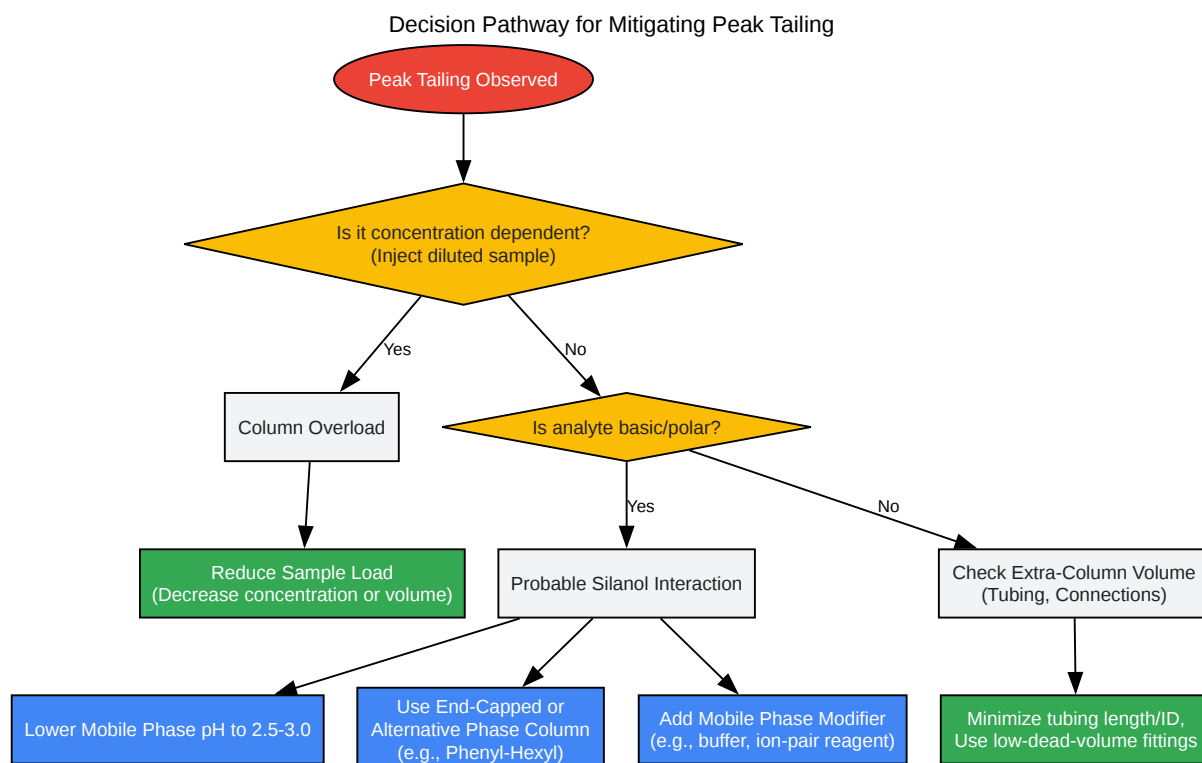 Decision Pathway for Mitigating Peak Tailing
Peak Tailing Observed
Is it concentration dependent?
(Inject diluted sample)
Yes
No
Column Overload
Is analyte basic/polar?
Yes
No
Reduce Sample Load
(Decrease concentration or volume)
Probable Silanol Interaction
Check Extra-Column Volume
(Tubing, Connections)
Lower Mobile Phase pH to 2.5-3.0
Use End-Capped or
Alternative Phase Column
(e.g., Phenyl-Hexyl)
Add Mobile Phase Modifier
(e.g., buffer, ion-pair reagent)
Minimize tubing length/ID,
Use low-dead-volume fittings